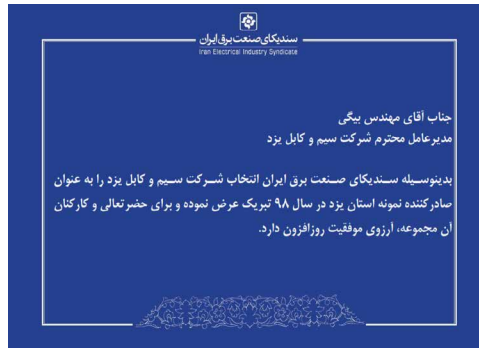 سندیکای صنعت برق ایران
Iran Electrical Industry Syndicate
جناب آقای مهندس بیگی
مدیرعامل محترم شرکت سیم و کابل یزد
بدینوسیله سندیکای صنعت برق ایران انتخاب شرکت سیم و کابل یزد را به عنوان
صادرکننده نمونه استان یزد در سال ۹۸ تبریک عرض نموده و برای حضرتعالی و کارکنان
آن مجموعه، آرزوی موفقیت روزافزون دارد.